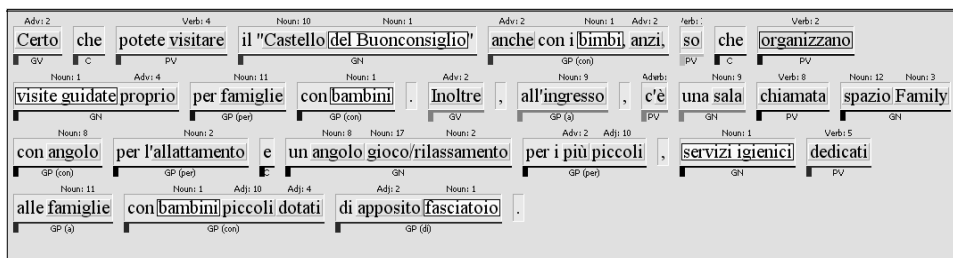 Adv: 2 Verb: 4 Noun: 10 Noun: 1 Adv: 2 Noun: 1 Adv: 2 Verb: 2
Certo che potete visitare il "Castello del Buonconsiglio" anche con i bimbi, anzi, so che organizzano
GV C PV GN GP (con) PV C PV
Noun: 1 Adv: 4 Noun: 11 Noun: 1 Adv: 2 Noun: 9 Noun: 9 Verb: 8 Noun: 12 Noun: 3
visite guidate proprio per famiglie con bambini . Inoltre , all'ingresso , c'è una sala chiamata spazio Family
GN GP (per) GP (con) GV GP (a) PV GN PV GN
Noun: 8 Noun: 2 Noun: 8 Noun: 17 Noun: 2 Adv: 2 Adj: 10 Noun: 1 Verb: 5
con angolo per l'allattamento e un angolo gioco/rilassamento per i più piccoli , servizi igienici dedicati
GP (con) GP (per) C GN GP (per) GN PV
Noun: 11 Noun: 1 Adj: 10 Adj: 4 Adj: 2 Noun: 1
alle famiglie con bambini piccoli dotati di apposito fasciatoio .
GP (a) GP (con) GP (di)